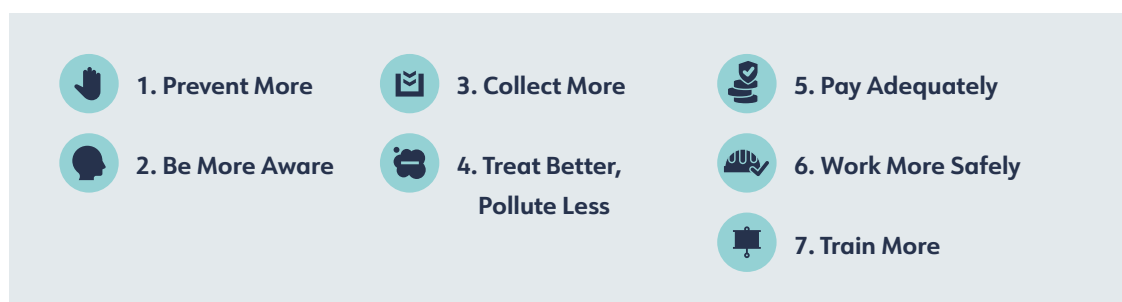 1. Prevent More
2. Be More Aware
3. Collect More
4. Treat Better,
Pollute Less
5. Pay Adequately
6. Work More Safely
7. Train More